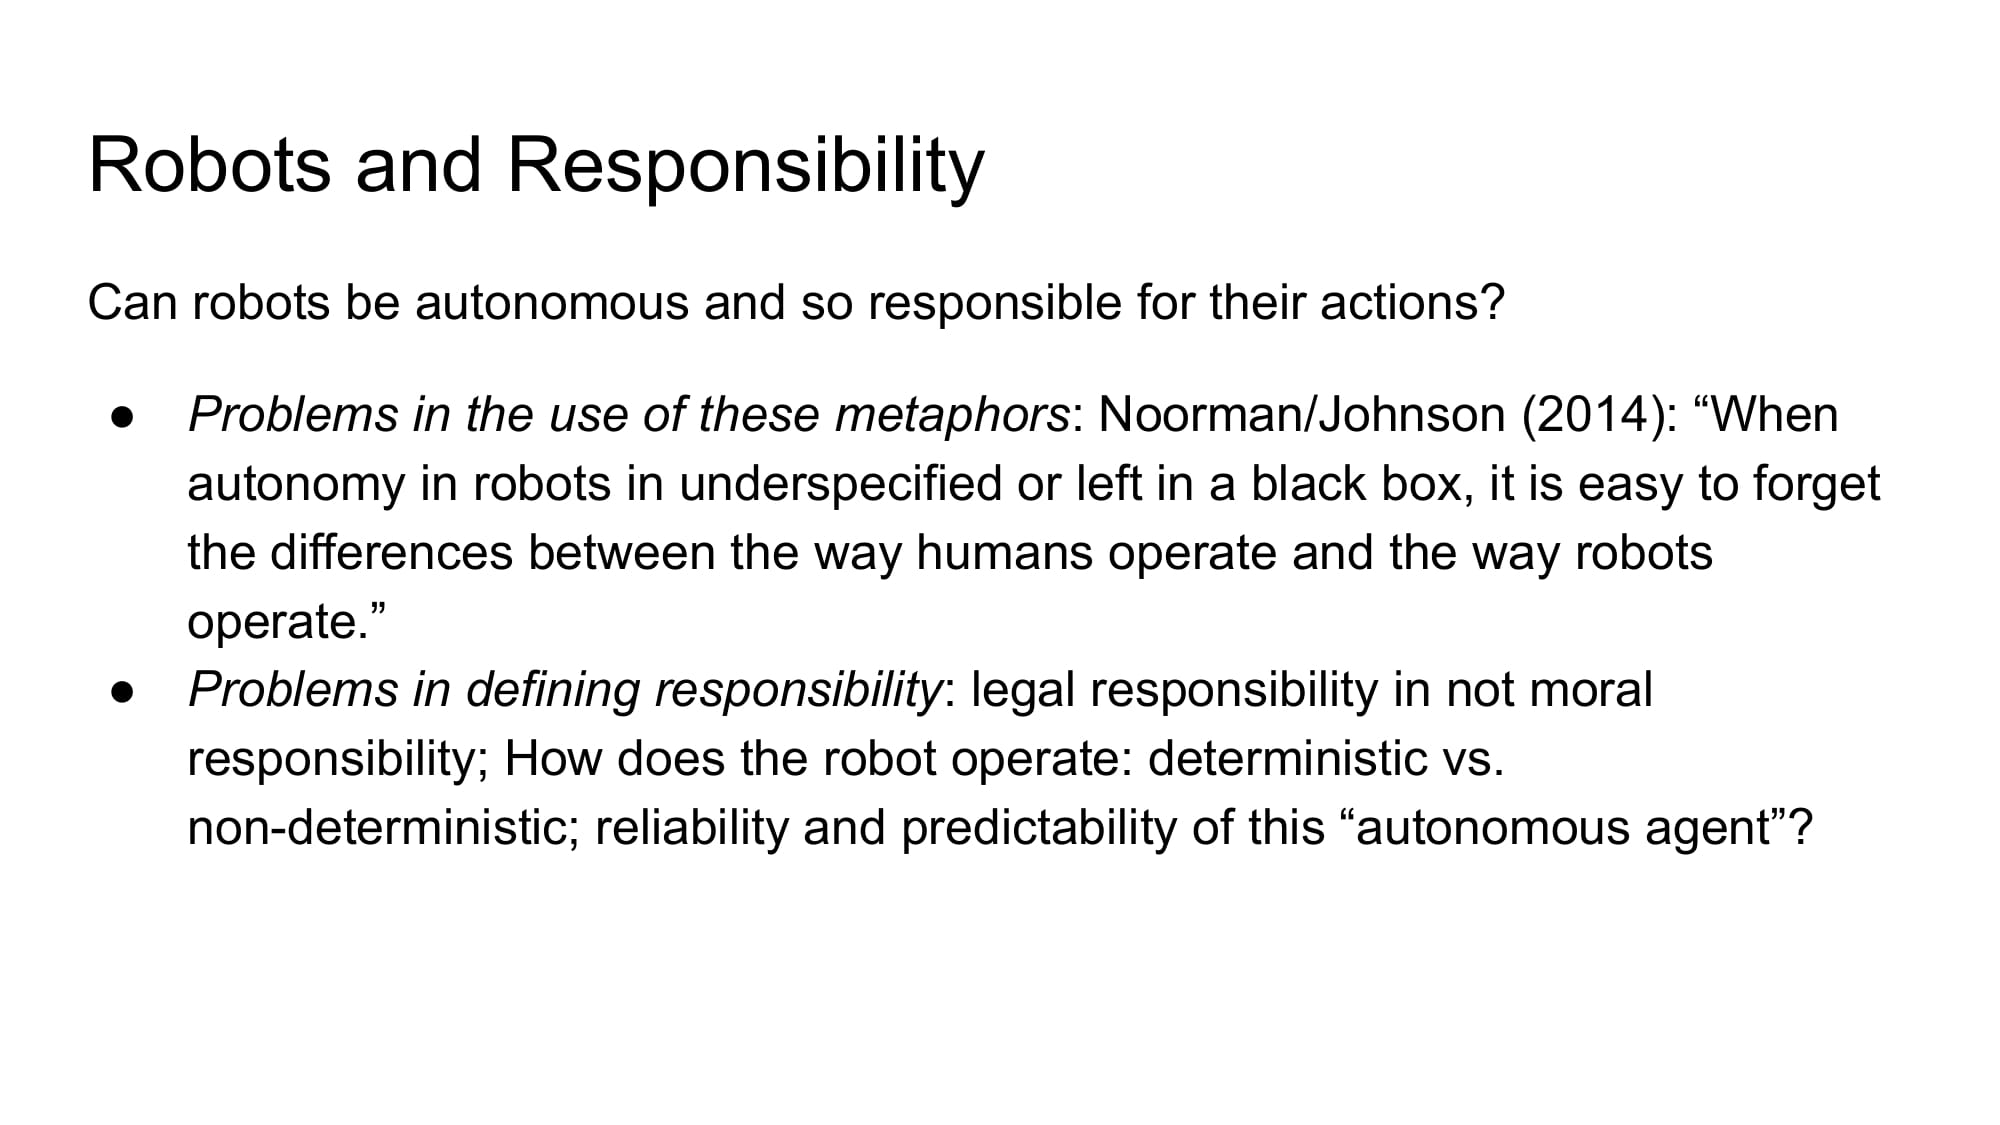 Robots and Responsibility
Can robots be autonomous and so responsible for their actions?
● Problems in the use of these metaphors: Noorman/Johnson (2014): “When
autonomy in robots in underspecified or left in a black box, it is easy to forget
the differences between the way humans operate and the way robots
operate.”
● Problems in defining responsibility: legal responsibility in not moral
responsibility; How does the robot operate: deterministic vs.
non-deterministic; reliability and predictability of this “autonomous agent”?